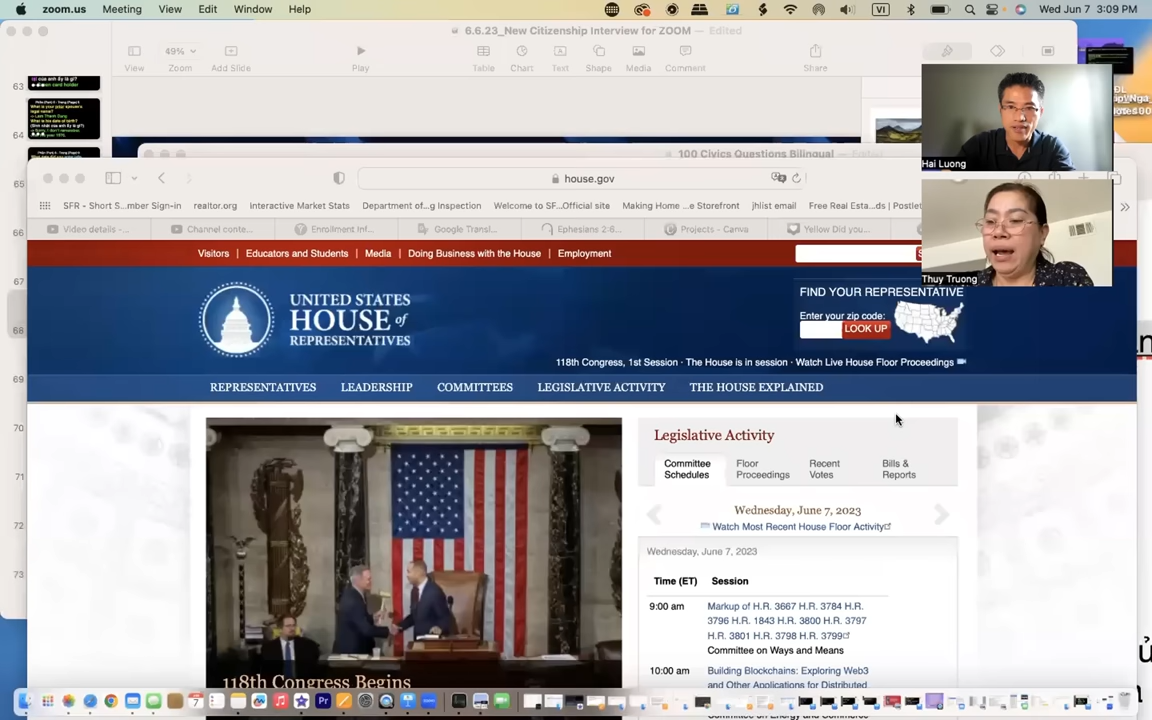 zoom.us Meeting View Edit Window Help
VI
Wed Jun 7 3:09 PM
6.6.23_New Citizenship Interview for ZOOM — Edited
49%
View Zoom Add Slide Play Table Chart Text Shape Media Comment Share
63
64
65
66
67
68
69
70
71
72
73
100 Civics Questions Bilingual — Edited
Hai Luong
Thuy Truong
house.gov
SFR - Short S...mber Sign-in realtor.org Interactive Market Stats Department of...g Inspection Welcome to SF...Official site Making Home ...e Storefront jhlist email Free Real Esta...ds | Postlet
Video details -... Channel conte... Enrollment Inf... Google Transl... Ephesians 2:8... Projects - Canva Yellow Did you...
Visitors | Educators and Students | Media | Doing Business with the House | Employment
UNITED STATES
HOUSE of
REPRESENTATIVES
FIND YOUR REPRESENTATIVE
Enter your zip code:
LOOK UP
118th Congress, 1st Session · The House is in session · Watch Live House Floor Proceedings
REPRESENTATIVES LEADERSHIP COMMITTEES LEGISLATIVE ACTIVITY THE HOUSE EXPLAINED
118th Congress Begins
Legislative Activity
Committee Schedules
Floor Proceedings
Recent Votes
Bills & Reports
Wednesday, June 7, 2023
Watch Most Recent House Floor Activity
Wednesday, June 7, 2023
Time (ET) Session
9:00 am Markup of H.R. 3667 H.R. 3784 H.R.
3796 H.R. 1843 H.R. 3800 H.R. 3797
H.R. 3801 H.R. 3798 H.R. 3799
Committee on Ways and Means
10:00 am Building Blockchains: Exploring Web3
and Other Applications for Distributed